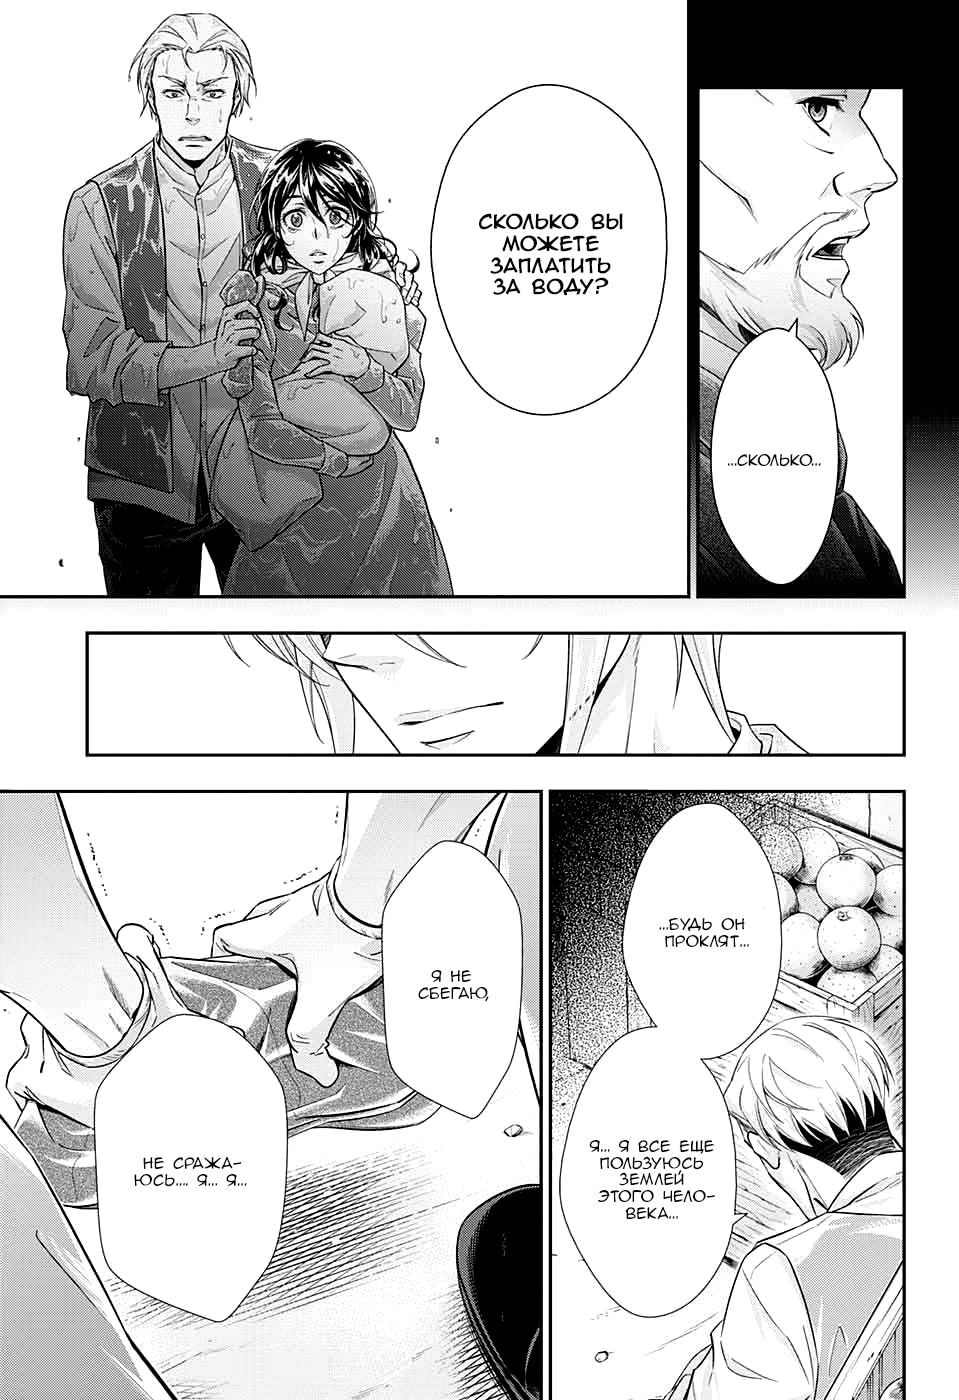 ...СКОЛЬКО...
СКОЛЬКО ВЫ
МОЖЕТЕ
ЗАПЛАТИТЬ
ЗА ВОДУ?
...БУДЬ ОН
ПРОКЛЯТ...
Я... Я ВСЕ ЕЩЕ
ПОЛЬЗУЮСЬ
ЗЕМЛЕЙ
ЭТОГО ЧЕЛО-
ВЕКА...
Я НЕ
СБЕГАЮ,
НЕ СРАЖА-
ЮСЬ.... Я... Я...